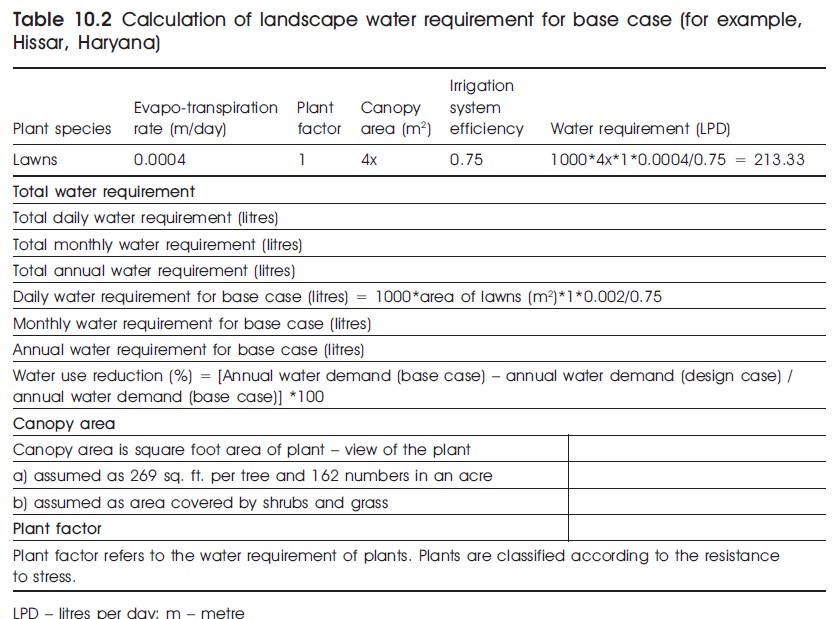 Table 10.2 Calculation of landscape water requirement for base case (for example,
Hissar, Haryana)
Irrigation
Evapo-transpiration Plant Canopy system
Plant species rate (m/day) factor area (m²) efficiency Water requirement (LPD)
Lawns 0.0004 1 4x 0.75 1000*4x*1*0.0004/0.75 = 213.33
Total water requirement
Total daily water requirement (litres)
Total monthly water requirement (litres)
Total annual water requirement (litres)
Daily water requirement for base case (litres) = 1000*area of lawns (m²)*1*0.002/0.75
Monthly water requirement for base case (litres)
Annual water requirement for base case (litres)
Water use reduction (%) = [Annual water demand (base case) – annual water demand (design case) /
annual water demand (base case)] *100
Canopy area
Canopy area is square foot area of plant – view of the plant
a) assumed as 269 sq. ft. per tree and 162 numbers in an acre
b) assumed as area covered by shrubs and grass
Plant factor
Plant factor refers to the water requirement of plants. Plants are classified according to the resistance
to stress.
LPD – litres per day; m – metre